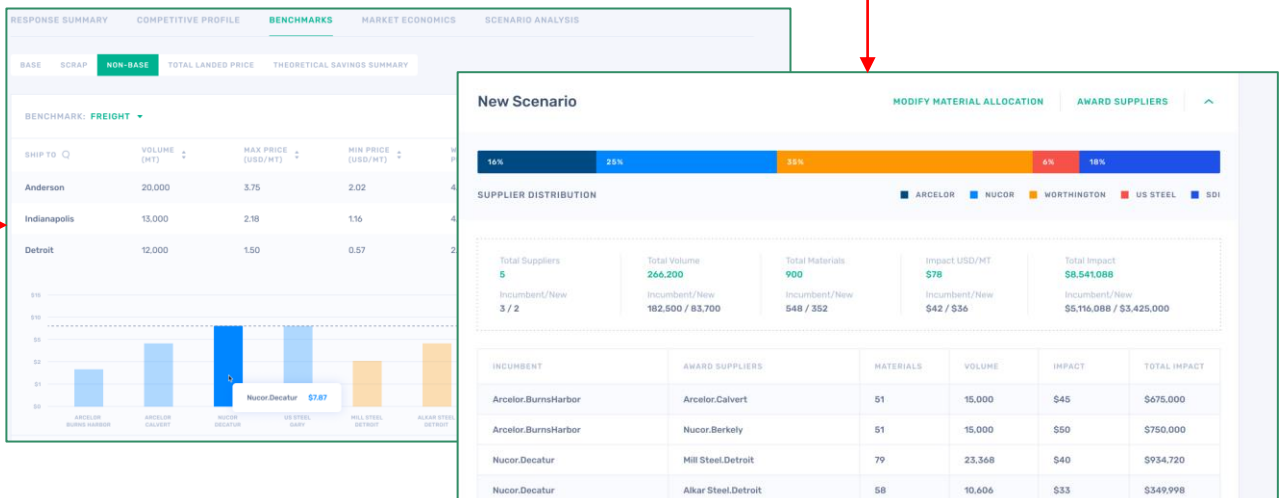 RESPONSE SUMMARY COMPETITIVE PROFILE BENCHMARKS MARKET ECONOMICS SCENARIO ANALYSIS
BASE SCRAP NON-BASE TOTAL LANDED PRICE THEORETICAL SAVINGS SUMMARY
BENCHMARK: FREIGHT
SHIP TO VOLUME (MT) MAX PRICE (USD/MT) MIN PRICE (USD/MT)
Anderson 20,000 3.75 2.02
Indianapolis 13,000 2.18 1.16
Detroit 12,000 1.50 0.57
$10
$5
$2
$1
$0
Nucor.Decatur $7.87
ARCELOR ARCELOR NUCOR US STEEL MILL STEEL ALKAR STEEL
BURNS HARBOR CALVERT DECATUR GARY DETROIT DETROIT
New Scenario MODIFY MATERIAL ALLOCATION AWARD SUPPLIERS
16% 25% 35% 6% 18%
SUPPLIER DISTRIBUTION ARCELOR NUCOR WORTHINGTON US STEEL SDI
Total Suppliers Total Volume Total Materials Impact USD/MT Total Impact
5 266,200 900 $78 $8,541,088
Incumbent/New Incumbent/New Incumbent/New Incumbent/New Incumbent/New
3 / 2 182,500 / 83,700 548 / 352 $42 / $36 $5,116,088 / $3,425,000
INCUMBENT AWARD SUPPLIERS MATERIALS VOLUME IMPACT TOTAL IMPACT
Arcelor.BurnsHarbor Arcelor.Calvert 51 15,000 $45 $675,000
Arcelor.BurnsHarbor Nucor.Berkely 51 15,000 $50 $750,000
Nucor.Decatur Mill Steel.Detroit 79 23,368 $40 $934,720
Nucor.Decatur Alkar Steel.Detroit 58 10,606 $33 $349,998